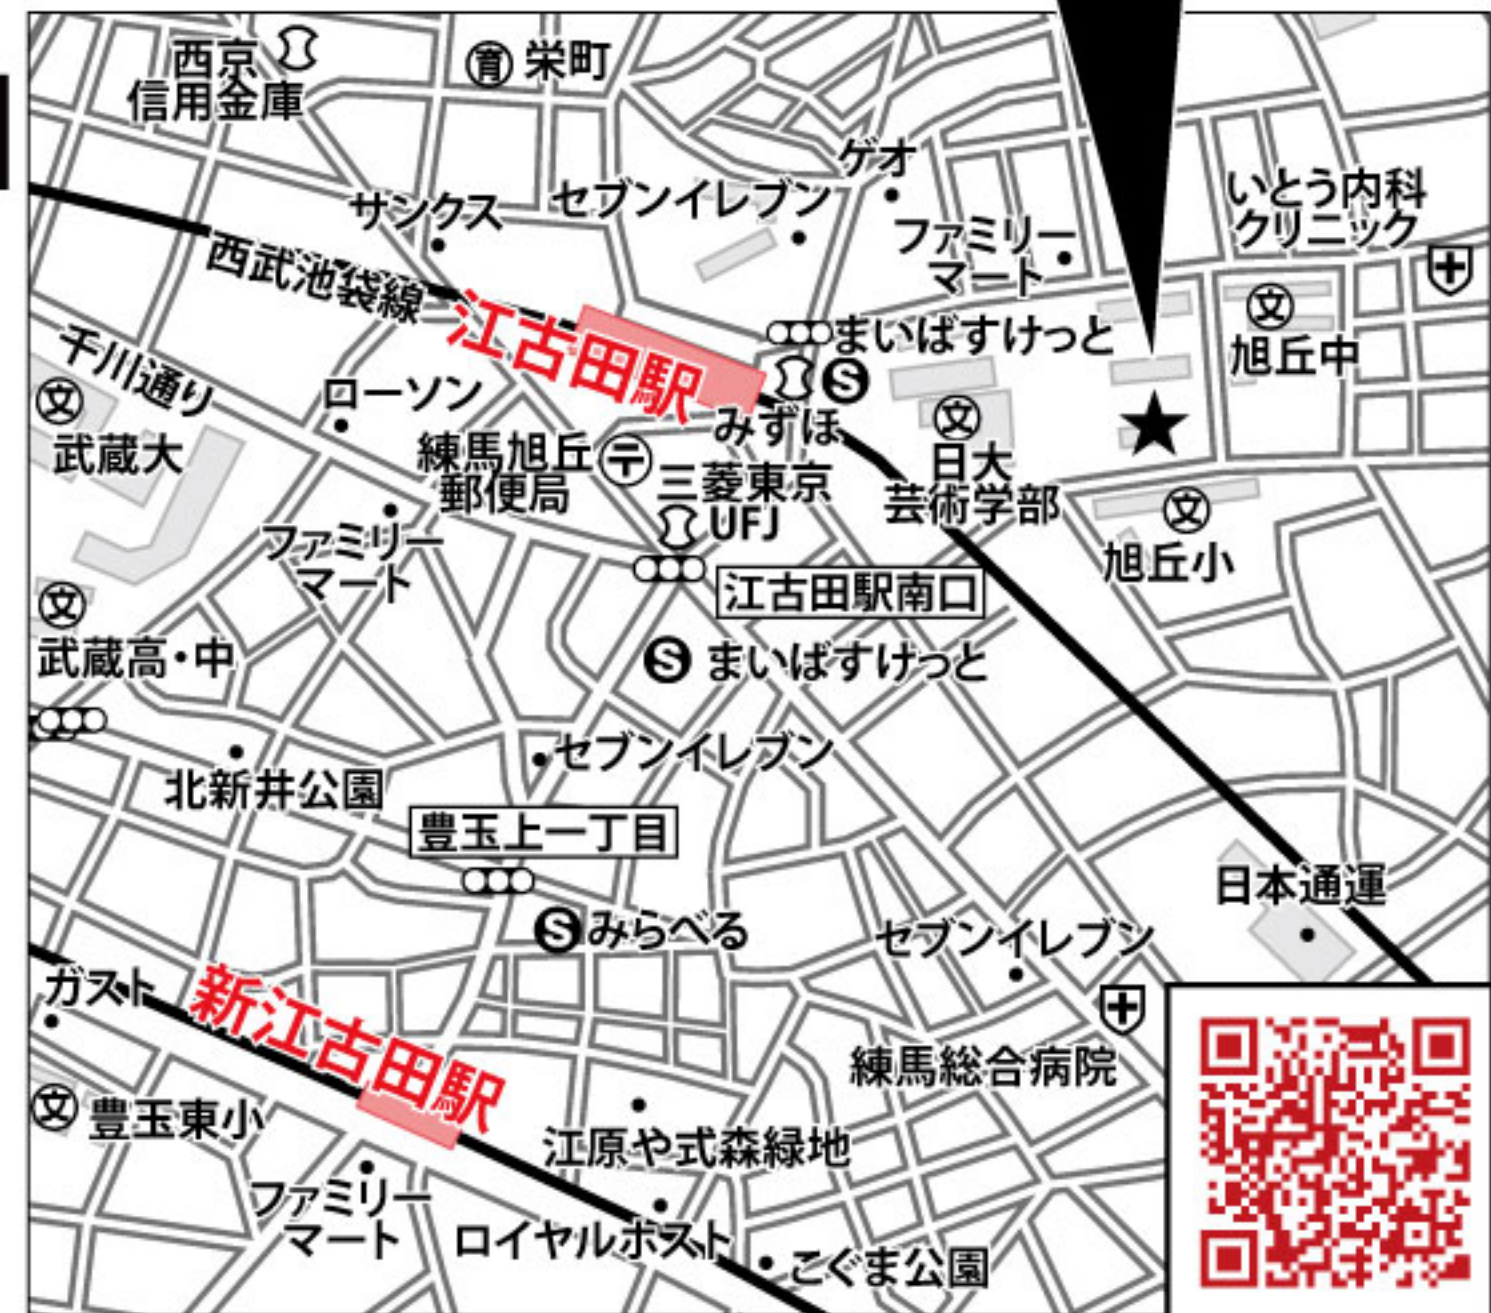 西京
信用金庫
育 栄町
ゲオ
サンクス
セブンイレブン
いとう内科
クリニック
ファミリー
マート
西武池袋線
江古田駅
まいばすけっと
S
文
旭丘中
千川通り
ローソン
文
武蔵大
みずほ
練馬旭丘
郵便局
〒
三菱東京
UFJ
文
日大
芸術学部
★
文
旭丘小
ファミリー
マート
江古田駅南口
文
武蔵高・中
S まいばすけっと
北新井公園
セブンイレブン
豊玉上一丁目
日本通運
S みらべる
セブンイレブン
ガスト
新江古田駅
練馬総合病院
文 豊玉東小
江原や式森緑地
ファミリー
マート
ロイヤルホスト
こぐま公園